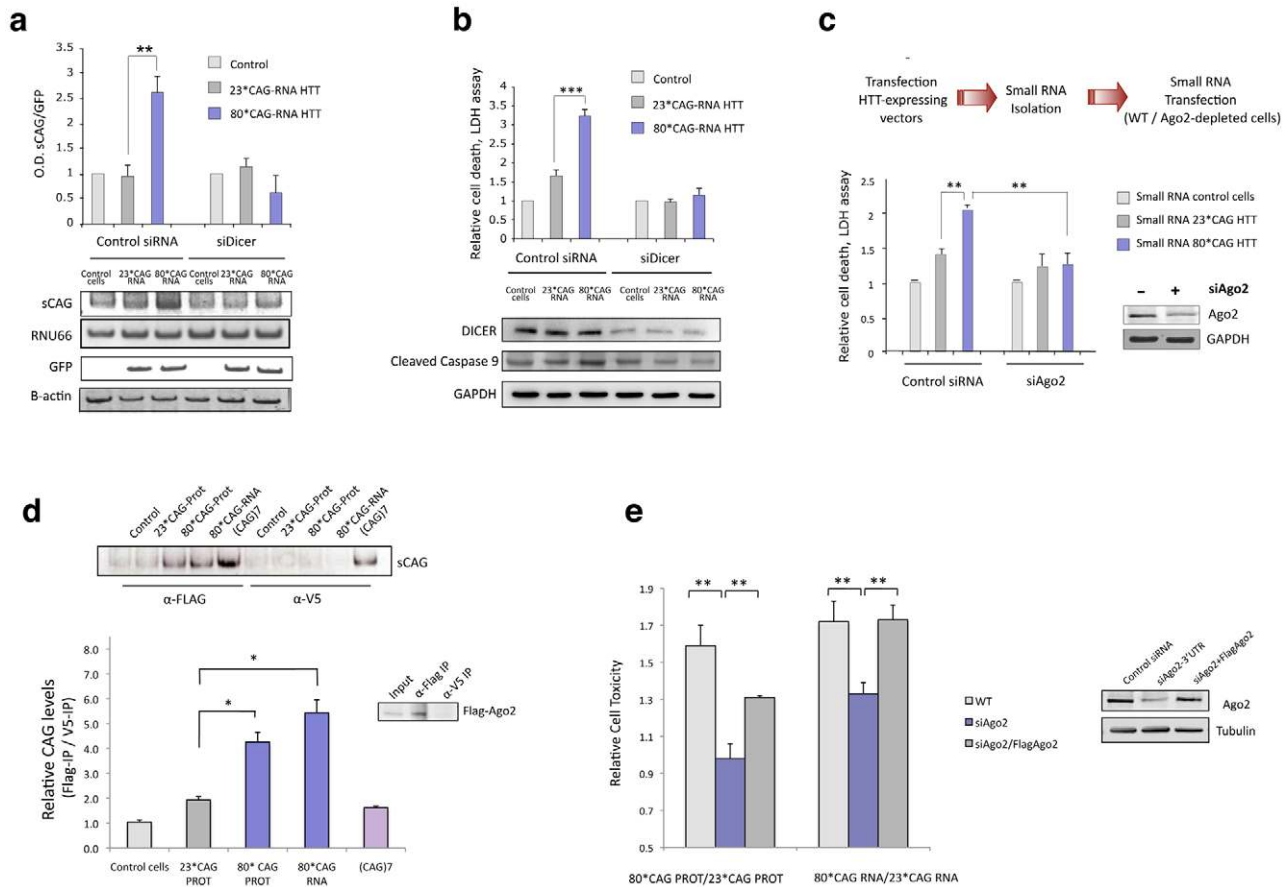 a
3.5
3
2.5
2
1.5
1
0.5
0
O.D. sCAG/GFP
**
Control
23*CAG-RNA HTT
80*CAG-RNA HTT
Control siRNA
siDicer
Control cells
23*CAG RNA
80*CAG RNA
Control cells
23*CAG RNA
80*CAG RNA
sCAG
RNU66
GFP
B-actin
b
4
3.5
3
2.5
2
1.5
1
0.5
0
Relative cell death, LDH assay
***
Control
23*CAG-RNA HTT
80*CAG-RNA HTT
Control siRNA
siDicer
Control cells
23*CAG RNA
80*CAG RNA
Control cells
23*CAG RNA
80*CAG RNA
DICER
Cleaved Caspase 9
GAPDH
c
Transfection
HTT-expressing
vectors
Small RNA
Isolation
Small RNA
Transfection
(WT / Ago2-depleted cells)
2.5
2
1.5
1
0.5
0
Relative cell death, LDH assay
**
**
Small RNA control cells
Small RNA 23*CAG HTT
Small RNA 80*CAG HTT
Control siRNA
siAgo2
– + siAgo2
Ago2
GAPDH
d
Control
23*CAG-Prot
80*CAG-Prot
80*CAG-RNA
(CAG)7
Control
23*CAG-Prot
80*CAG-Prot
80*CAG-RNA
(CAG)7
sCAG
α-FLAG
α-V5
8.0
7.0
6.0
5.0
4.0
3.0
2.0
1.0
0.0
Relative CAG levels
(Flag-IP / V5-IP)
*
*
Input
α-Flag IP
α-V5 IP
Flag-Ago2
Control cells
23*CAG
PROT
80* CAG
PROT
80*CAG
RNA
(CAG)7
e
1.9
1.7
1.5
1.3
1.1
0.9
0.7
0.5
Relative Cell Toxicity
**
**
**
**
WT
siAgo2
siAgo2/FlagAgo2
80*CAG PROT/23*CAG PROT
80*CAG RNA/23*CAG RNA
Control siRNA
siAgo2-3'UTR
siAgo2+FlagAgo2
Ago2
Tubulin